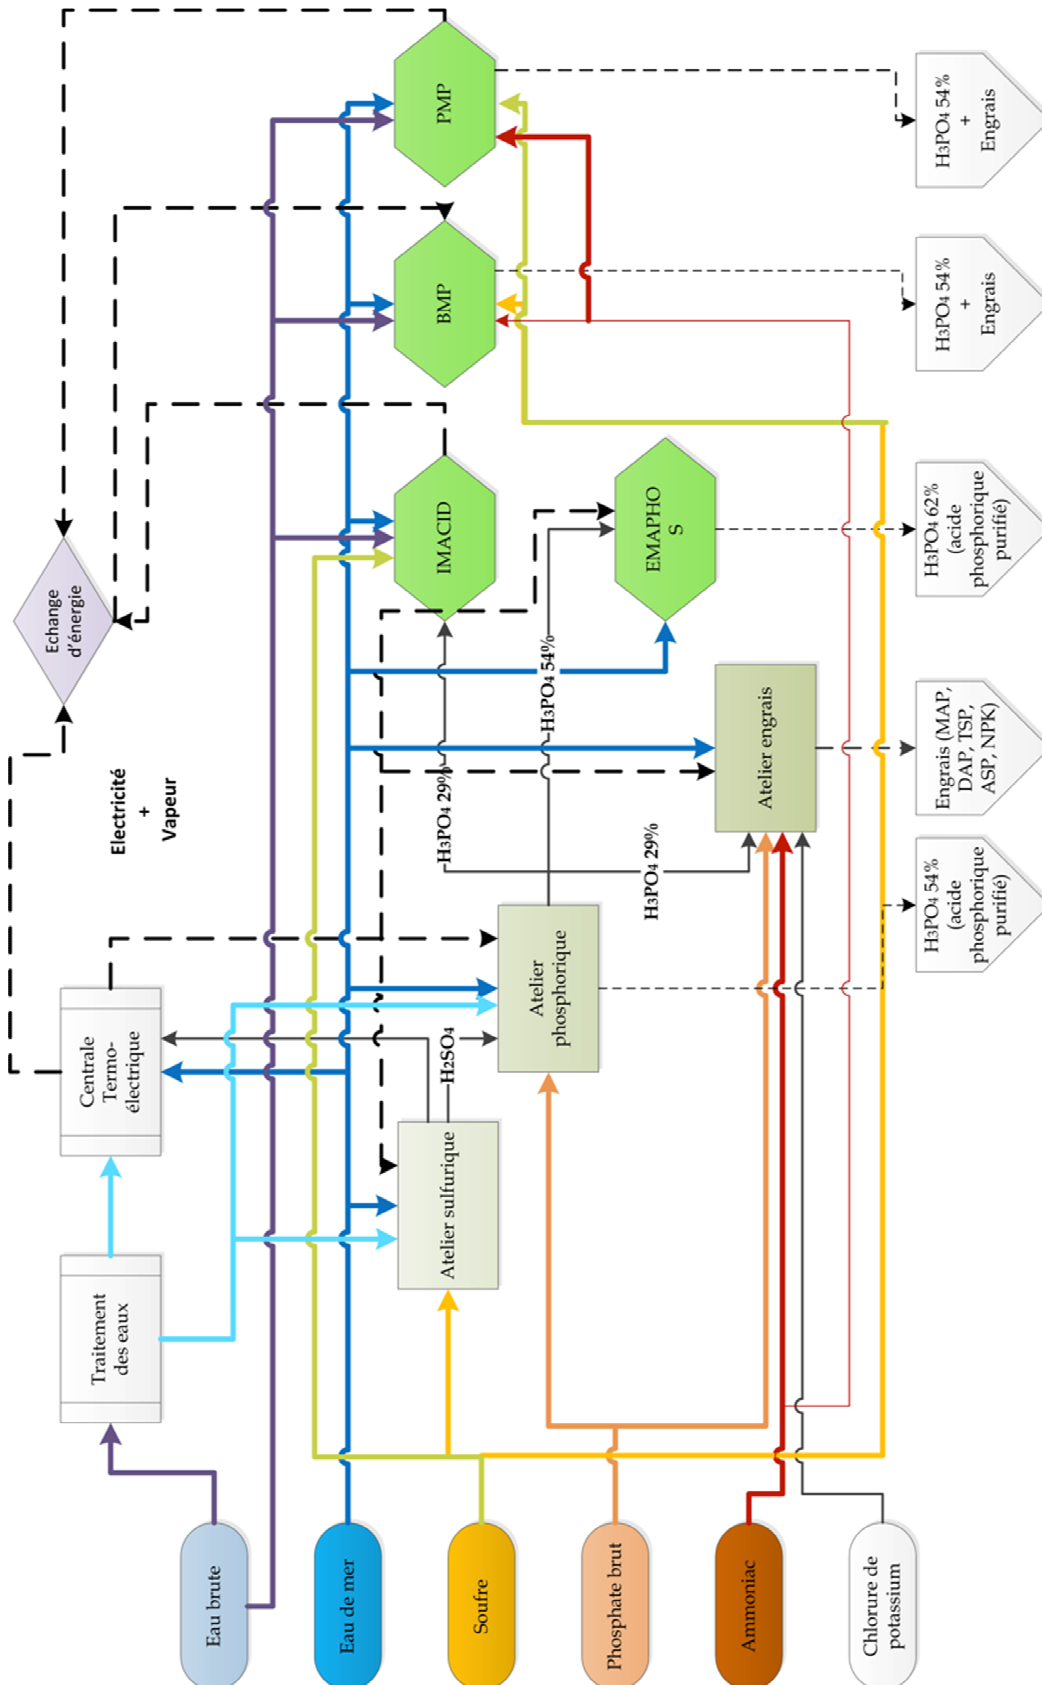 Eau brute
Eau de mer
Soufre
Phosphate brut
Ammoniac
Chlorure de
potassium
Traitement
des eaux
Centrale
Termo-
électrique
Atelier sulfurique
H2SO4
Atelier
phosphorique
H3PO4 29%
H3PO4 29%
H3PO4 54%
Atelier engrais
Electricité
+
Vapeur
Echange
d'énergie
IMACID
EMAPHO
S
BMP
PMP
H3PO4 54%
(acide
phosphorique
purifié)
Engrais (MAP,
DAP, TSP,
ASP, NPK)
H3PO4 62%
(acide
phosphorique
purifié)
H3PO4 54%
+
Engrais
H3PO4 54%
+
Engrais